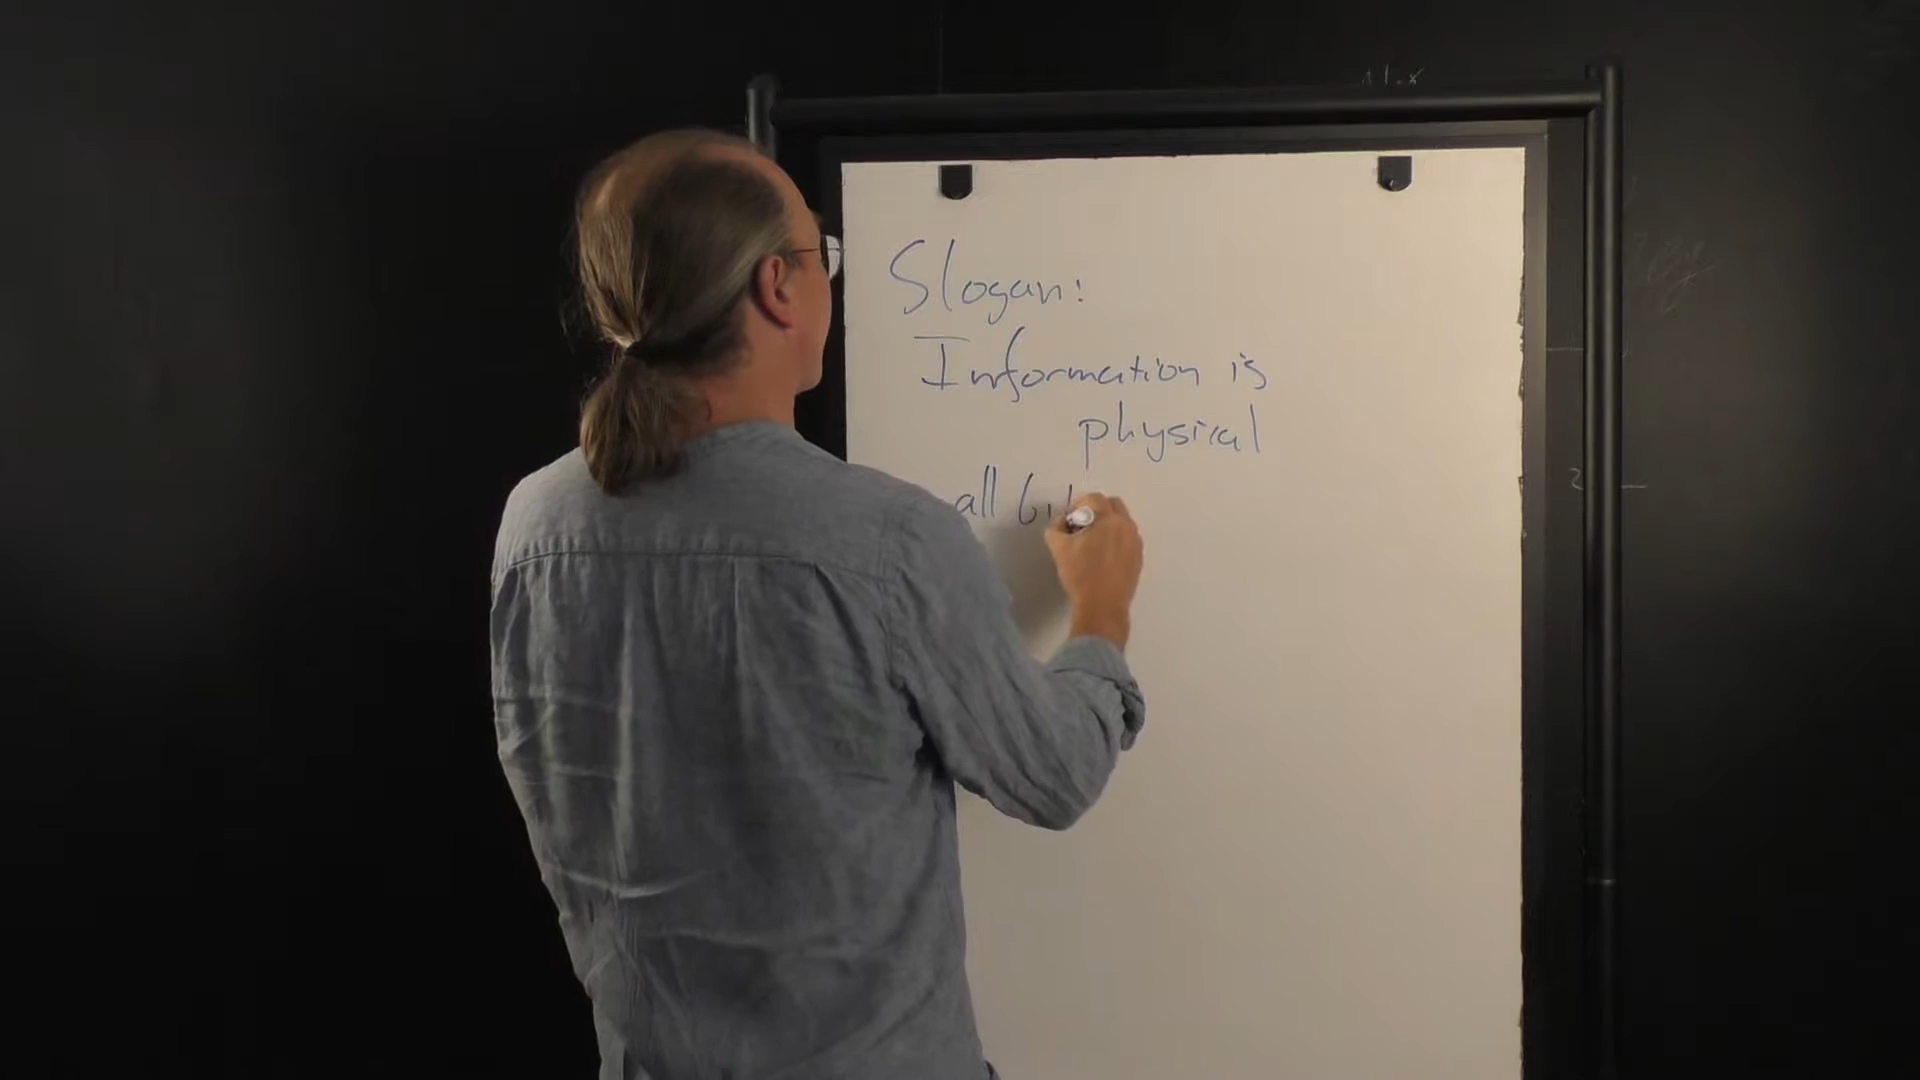 Slogan:
Information is
physical
all